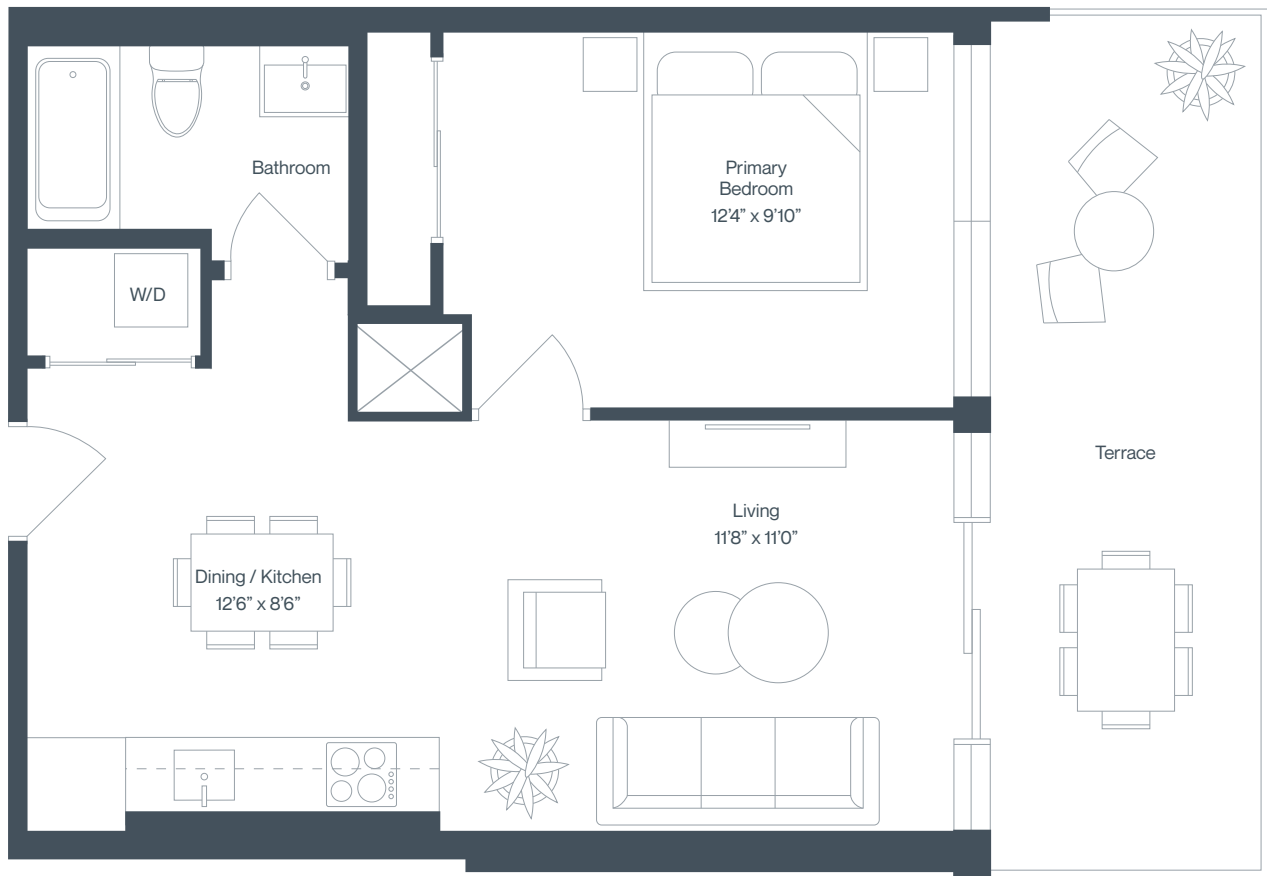 Bathroom
W/D
Primary
Bedroom
12’4” x 9’10”
Terrace
Living
11’8” x 11’0”
Dining / Kitchen
12’6” x 8’6”